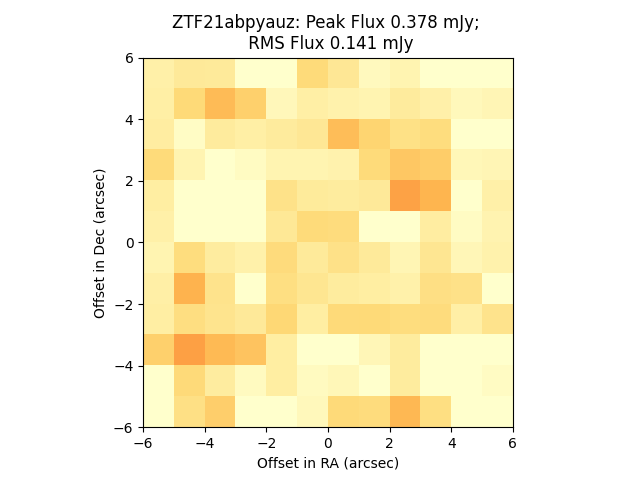 ZTF21abpyauz: Peak Flux 0.378 mJy;
RMS Flux 0.141 mJy
6
4
2
0
−2
−4
−6
Offset in Dec (arcsec)
−6 −4 −2 0 2 4 6
Offset in RA (arcsec)